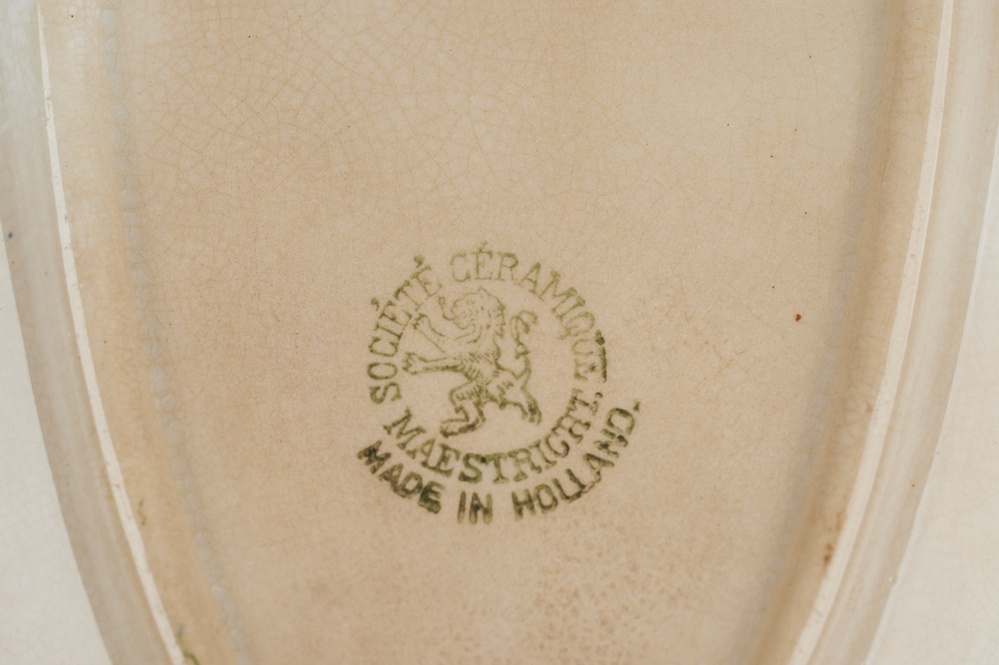 SOCIÉTÉ CÉRAMIQUE
MAESTRICHT.
MADE IN HOLLAND.